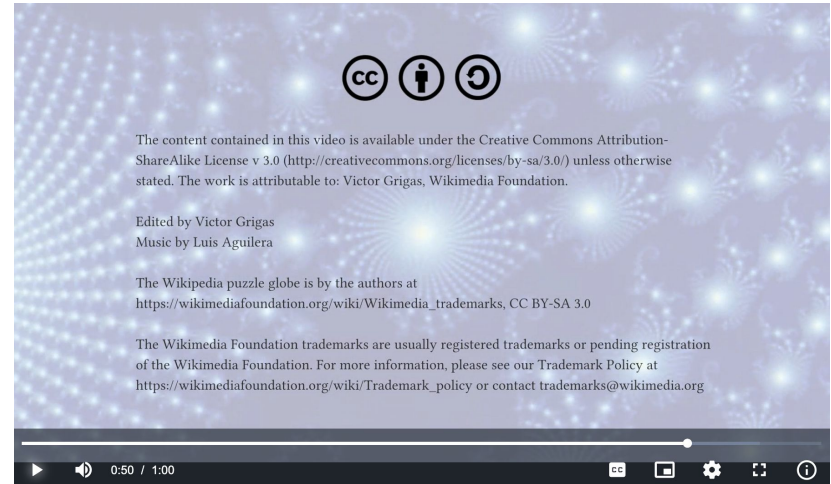 cc
The content contained in this video is available under the Creative Commons Attribution-
ShareAlike License v 3.0 (http://creativecommons.org/licenses/by-sa/3.0/) unless otherwise
stated. The work is attributable to: Victor Grigas, Wikimedia Foundation.
Edited by Victor Grigas
Music by Luis Aguilera
The Wikipedia puzzle globe is by the authors at
https://wikimediafoundation.org/wiki/Wikimedia_trademarks, CC BY-SA 3.0
The Wikimedia Foundation trademarks are usually registered trademarks or pending registration
of the Wikimedia Foundation. For more information, please see our Trademark Policy at
https://wikimediafoundation.org/wiki/Trademark_policy or contact trademarks@wikimedia.org
0:50 / 1:00 CC